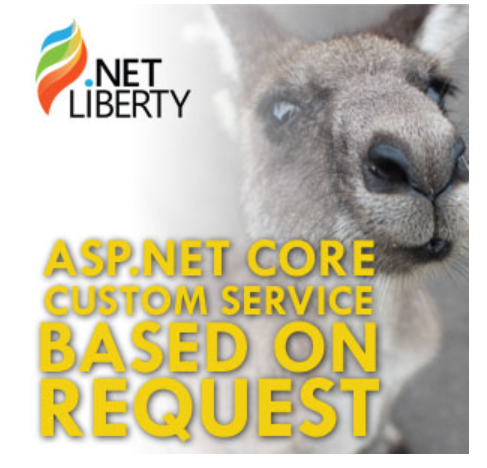 .NET
LIBERTY
ASP.NET CORE
CUSTOM SERVICE
BASED ON
REQUEST